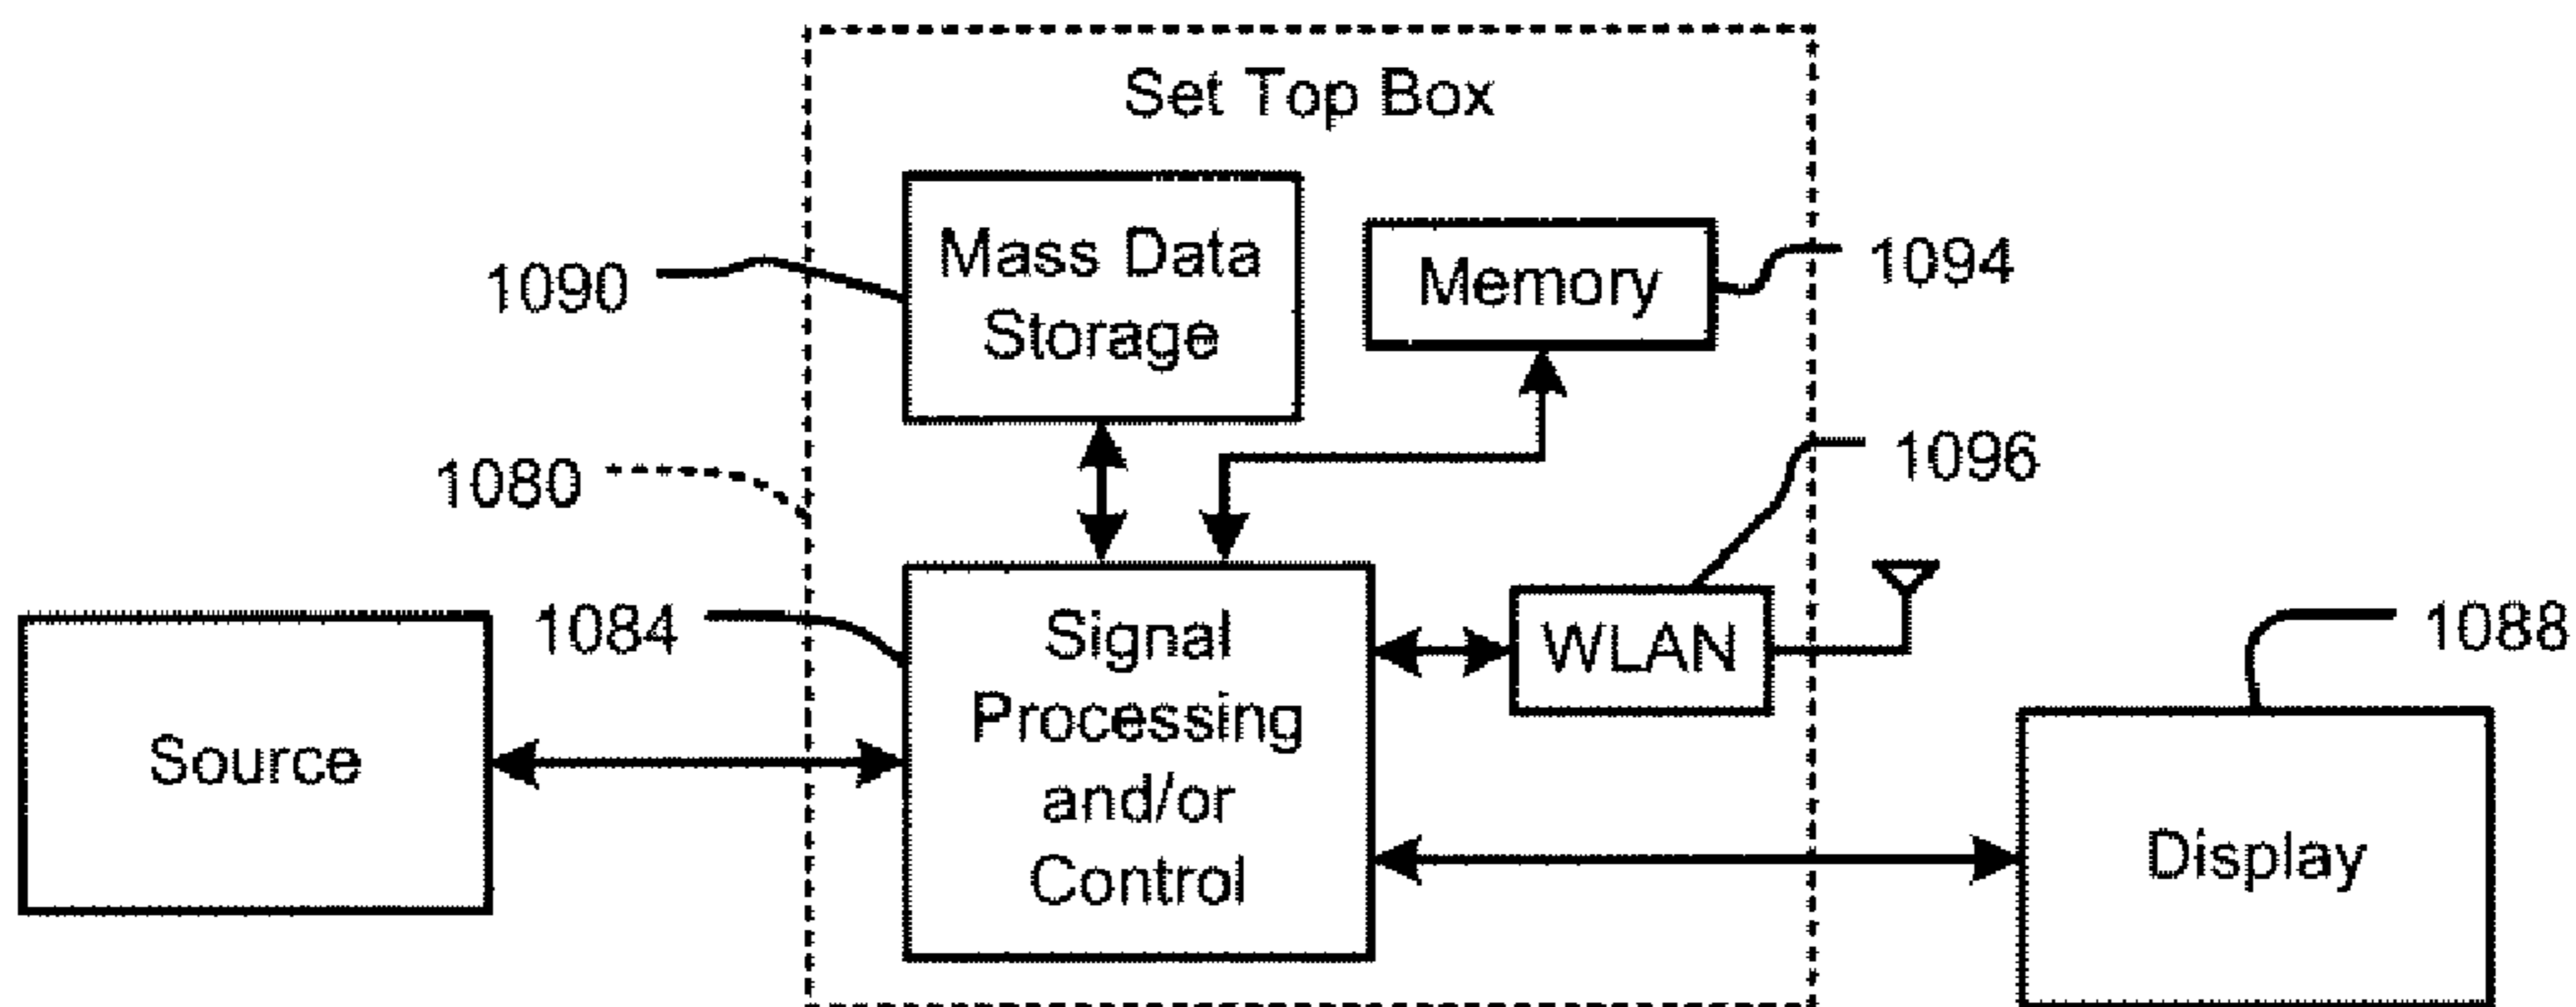 Set Top Box
Mass Data
Storage
1090
Memory
1094
1080
1096
1084
Signal
Processing
and/or
Control
WLAN
1088
Source
Display